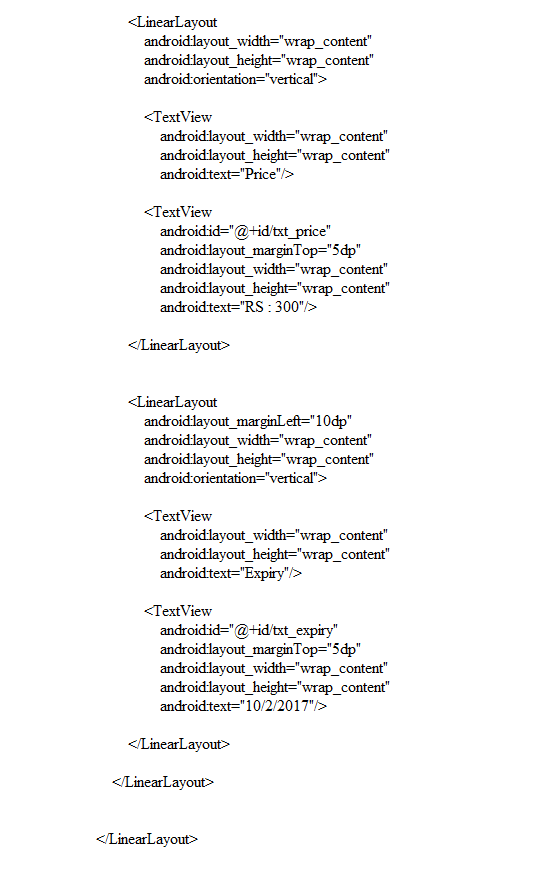 <LinearLayout
android:layout_width="wrap_content"
android:layout_height="wrap_content"
android:orientation="vertical">
<TextView
android:layout_width="wrap_content"
android:layout_height="wrap_content"
android:text="Price"/>
<TextView
android:id="@+id/txt_price"
android:layout_marginTop="5dp"
android:layout_width="wrap_content"
android:layout_height="wrap_content"
android:text="RS : 300"/>
</LinearLayout>
<LinearLayout
android:layout_marginLeft="10dp"
android:layout_width="wrap_content"
android:layout_height="wrap_content"
android:orientation="vertical">
<TextView
android:layout_width="wrap_content"
android:layout_height="wrap_content"
android:text="Expiry"/>
<TextView
android:id="@+id/txt_expiry"
android:layout_marginTop="5dp"
android:layout_width="wrap_content"
android:layout_height="wrap_content"
android:text="10/2/2017"/>
</LinearLayout>
</LinearLayout>
</LinearLayout>